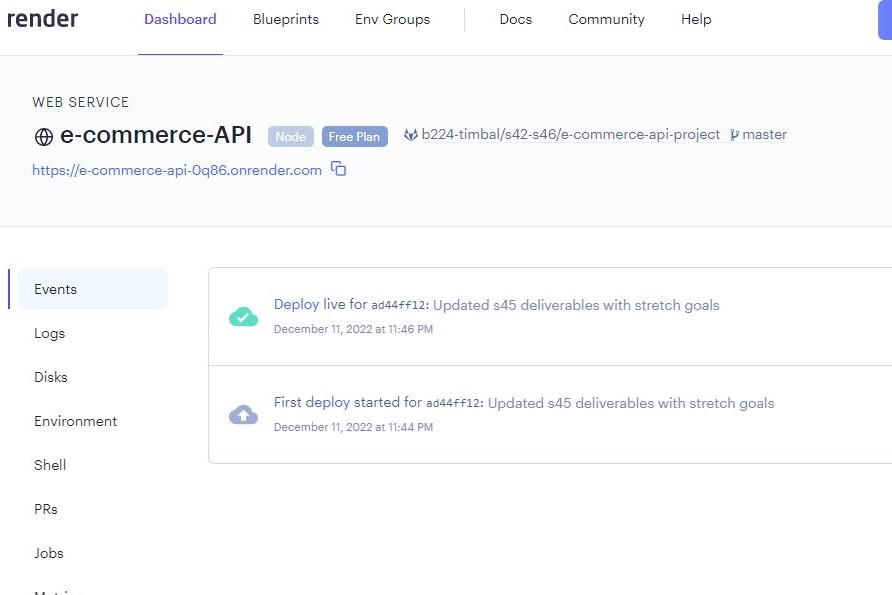 render
Dashboard Blueprints Env Groups Docs Community Help
WEB SERVICE
e-commerce-API Node Free Plan b224-timbal/s42-s46/e-commerce-api-project master
https://e-commerce-api-0q86.onrender.com
Events
Logs
Disks
Environment
Shell
PRs
Jobs
Deploy live for ad44ff12: Updated s45 deliverables with stretch goals
December 11, 2022 at 11:46 PM
First deploy started for ad44ff12: Updated s45 deliverables with stretch goals
December 11, 2022 at 11:44 PM